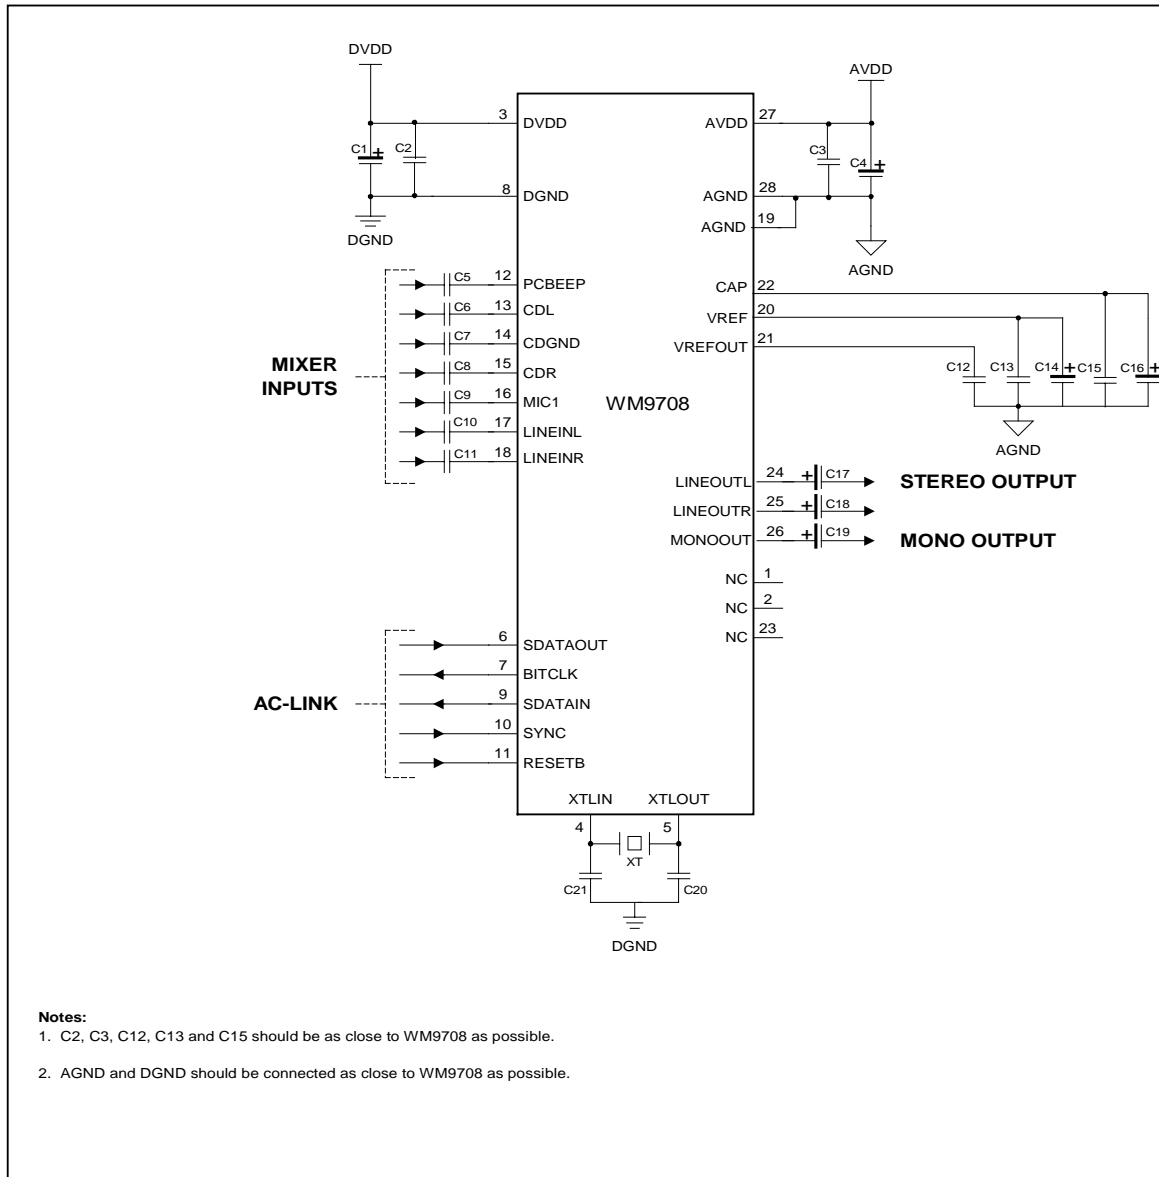 DVDD
AVDD
3 DVDD
AVDD 27
C1 + C2
C3 C4 +
8 DGND
AGND 28
AGND 19
DGND
AGND
C5 12 PCBEEP
CAP 22
C6 13 CDL
VREF 20
C7 14 CDGND
VREFOUT 21
MIXER
INPUTS
C8 15 CDR
C12 C13 C14 + C15 C16 +
C9 16 MIC1
WM9708
C10 17 LINEINL
AGND
C11 18 LINEINR
LINEOUTL 24 + C17 STEREO OUTPUT
LINEOUTR 25 + C18
MONOOUT 26 + C19 MONO OUTPUT
NC 1
NC 2
NC 23
6 SDATAOUT
7 BITCLK
AC-LINK 9 SDATAIN
10 SYNC
11 RESETB
XTLIN XTLOUT
4 5
XT
C21 C20
DGND
Notes:
1. C2, C3, C12, C13 and C15 should be as close to WM9708 as possible.
2. AGND and DGND should be connected as close to WM9708 as possible.